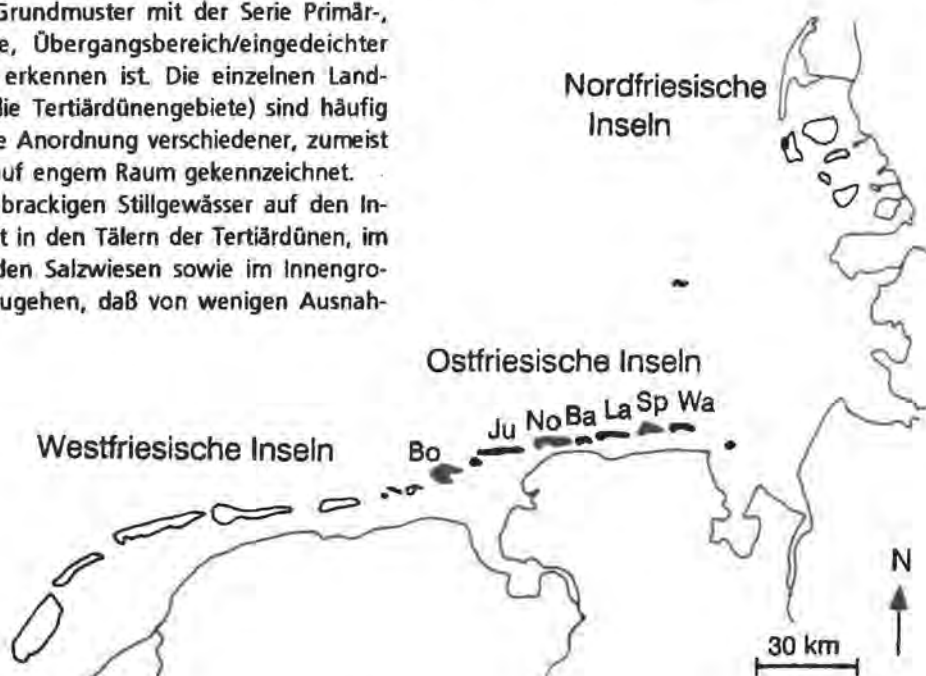 Grundmuster mit der Serie Primär-,
e, Übergangsbereich/eingedeichter
erkennen ist. Die einzelnen Land-
die Tertiärdünengebiete) sind häufig
e Anordnung verschiedener, zumeist
auf engem Raum gekennzeichnet.
brackigen Stillgewässer auf den In-
t in den Tälern der Tertiärdünen, im
den Salzwiesen sowie im Innengro-
zugehen, daß von wenigen Ausnah-
Nordfriesische
Inseln
Ostfriesische Inseln
Westfriesische Inseln
Bo
Ju
No
Ba
La
Sp
Wa
N
30 km